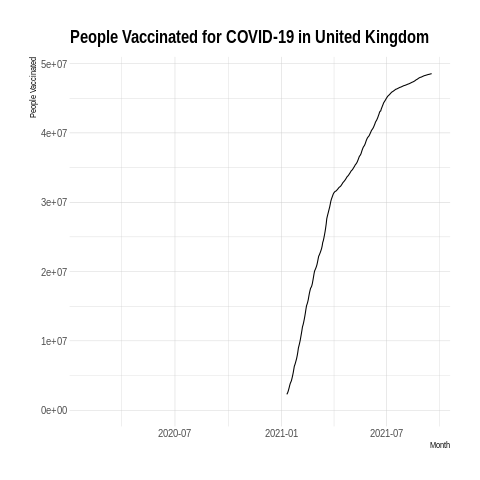 People Vaccinated for COVID-19 in United Kingdom
People Vaccinated
5e+07
4e+07
3e+07
2e+07
1e+07
0e+00
2020-07 2021-01 2021-07
Month